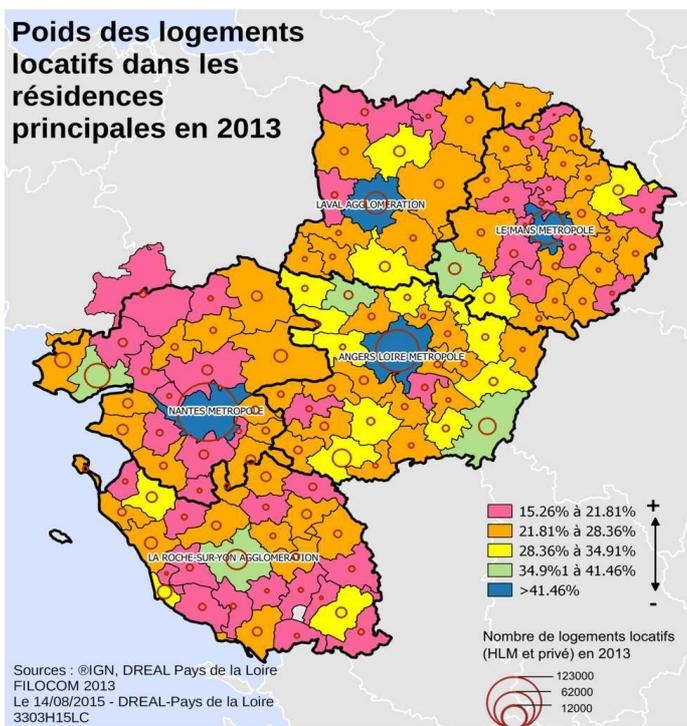 Poids des logements
locatifs dans les
résidences
principales en 2013
LAVAL AGGLOMERATION
LE MANS METROPOLE
ANGERS LOIRE METROPOLE
NANTES METROPOLE
LA ROCHE-SUR-YON AGGLOMERATION
+
15.26% à 21.81%
21.81% à 28.36%
28.36% à 34.91%
34.9%1 à 41.46%
>41.46%
-
Nombre de logements locatifs
(HLM et privé) en 2013
123000
62000
12000
Sources : ®IGN, DREAL Pays de la Loire
FILOCOM 2013
Le 14/08/2015 - DREAL-Pays de la Loire
3303H15LC